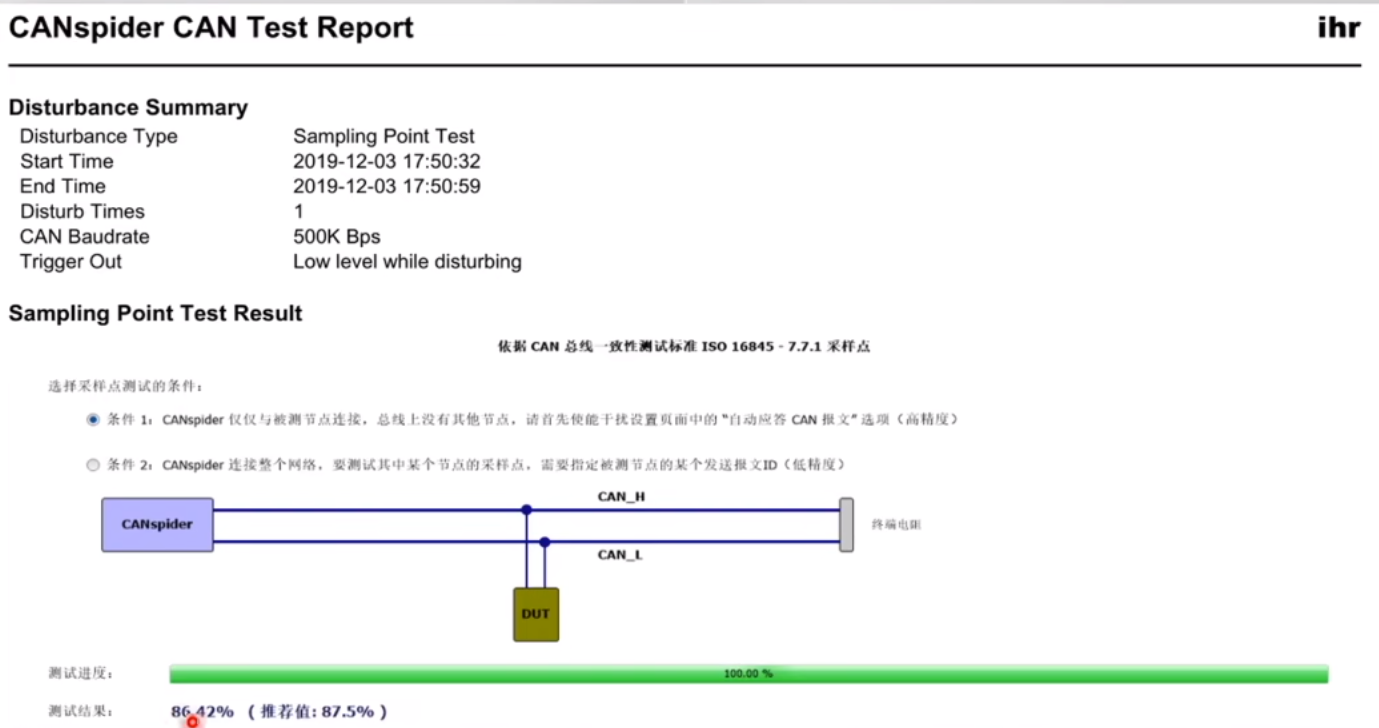 CANspider CAN Test Report
ihr
Disturbance Summary
Disturbance Type Sampling Point Test
Start Time 2019-12-03 17:50:32
End Time 2019-12-03 17:50:59
Disturb Times 1
CAN Baudrate 500K Bps
Trigger Out Low level while disturbing
Sampling Point Test Result
依据 CAN 总线一致性测试标准 ISO 16845 - 7.7.1 采样点
选择采样点测试的条件：
条件 1：CANspider 仅仅与被测节点连接，总线上没有其他节点，请首先使能干扰设置页面中的“自动应答 CAN 报文”选项（高精度）
条件 2：CANspider 连接整个网络，要测试其中某个节点的采样点，需要指定被测节点的某个发送报文ID（低精度）
CAN_H
CANspider
终端电阻
CAN_L
DUT
测试进度：
100.00 %
测试结果：
86.42% （推荐值：87.5% ）